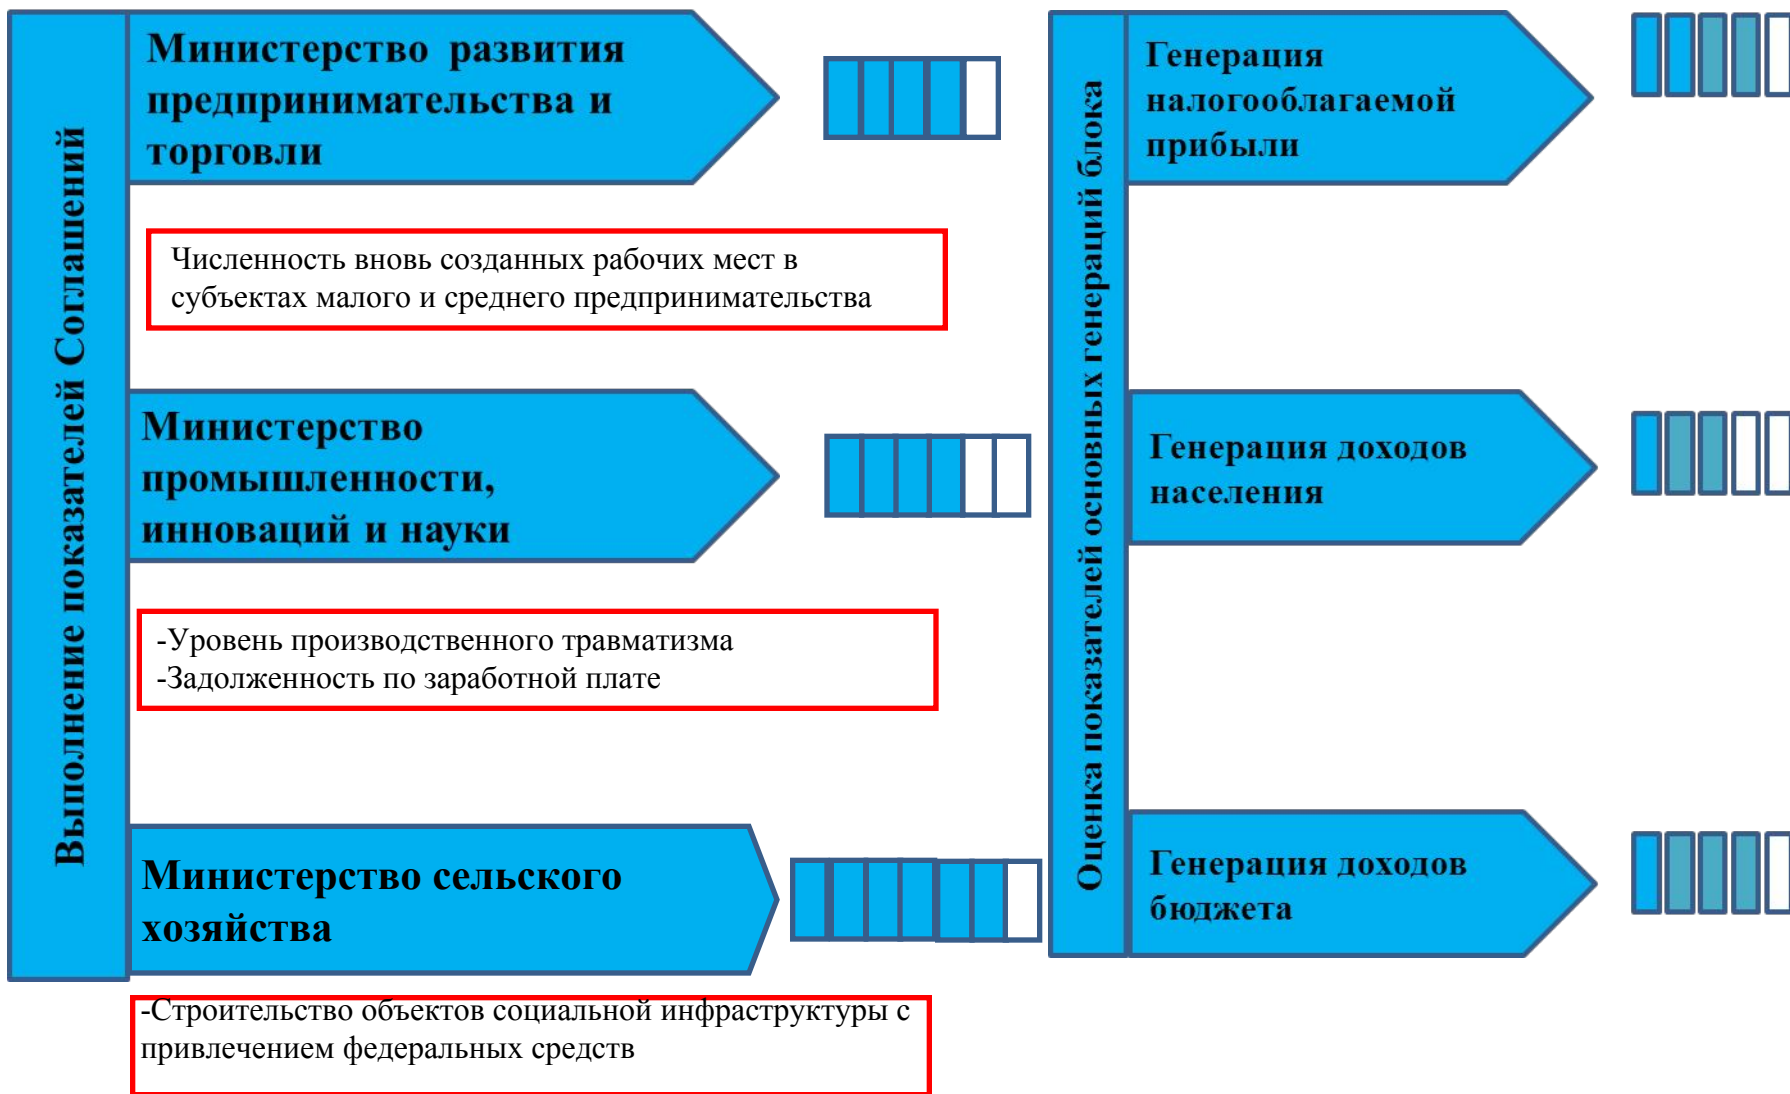 Выполнение показателей Соглашений
Министерство развития
предпринимательства и
торговли
Численность вновь созданных рабочих мест в
субъектах малого и среднего предпринимательства
Министерство
промышленности,
инноваций и науки
-Уровень производственного травматизма
-Задолженность по заработной плате
Министерство сельского
хозяйства
-Строительство объектов социальной инфраструктуры с
привлечением федеральных средств
Оценка показателей основных генераций блока
Генерация
налогооблагаемой
прибыли
Генерация доходов
населения
Генерация доходов
бюджета